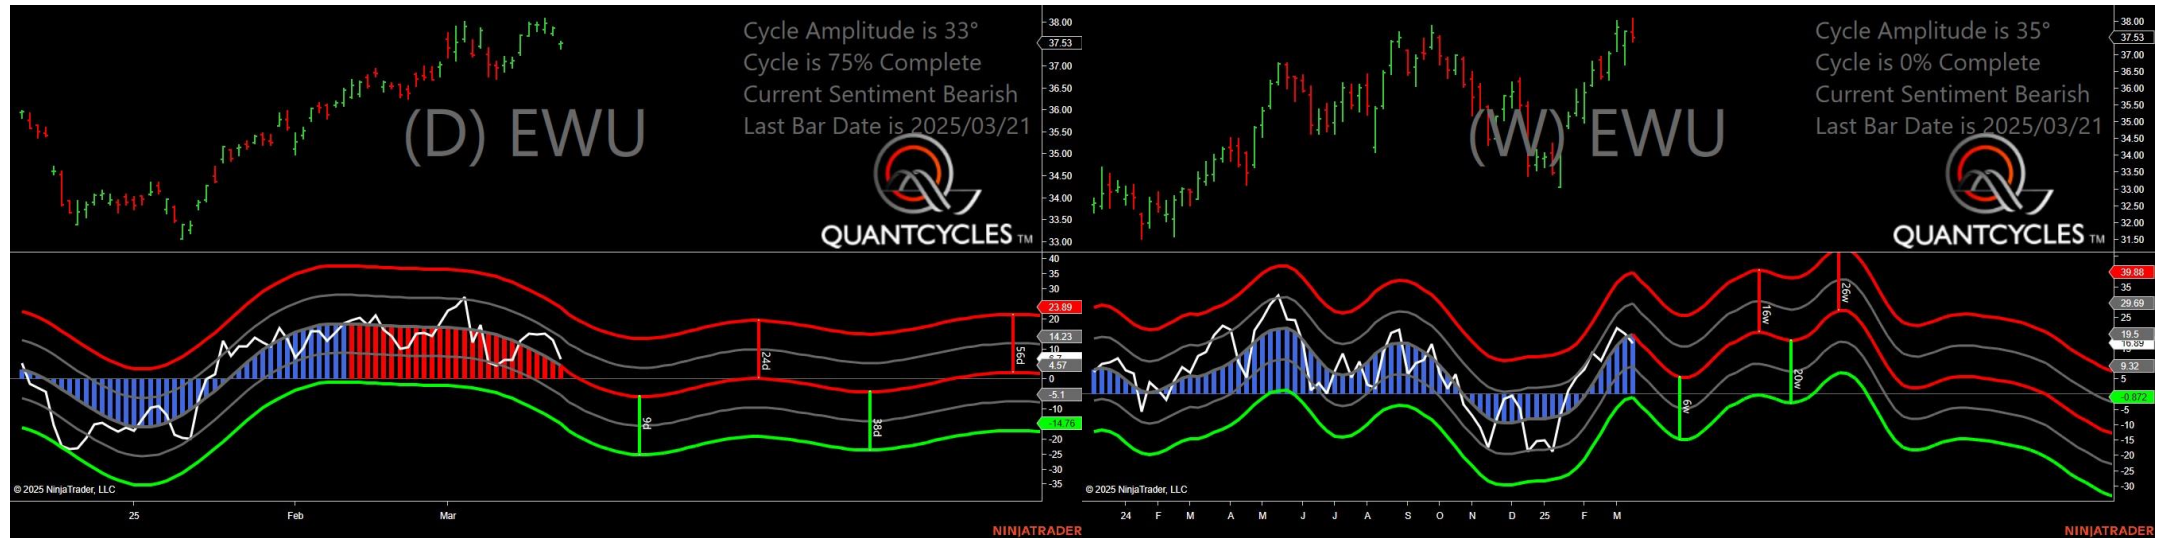 Cycle Amplitude is 33°
Cycle is 75% Complete
Current Sentiment Bearish
Last Bar Date is 2025/03/21
(D) EWU
QUANTCYCLES TM
38.00
37.53
37.00
36.50
36.00
35.50
35.00
34.50
34.00
33.50
33.00
40
35
30
23.89
20
14.23
10
4.57
0
-5.1
-10
-14.76
-20
-25
-30
-35
9d
24d
38d
56d
© 2025 NinjaTrader, LLC
25 Feb Mar
NINJATRADER
Cycle Amplitude is 35°
Cycle is 0% Complete
Current Sentiment Bearish
Last Bar Date is 2025/03/21
(W) EWU
QUANTCYCLES TM
38.00
37.53
37.00
36.50
36.00
35.50
35.00
34.50
34.00
33.50
33.00
32.50
32.00
31.50
39.88
35
29.69
25
19.5
16.89
9.32
5
-0.872
-5
-10
-15
-20
-25
-30
6w
16w
20w
26w
© 2025 NinjaTrader, LLC
24 F M A M J J A S O N D 25 F M
NINJATRADER